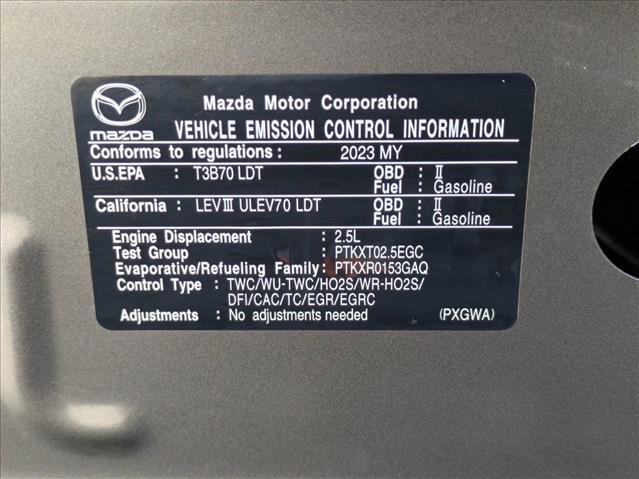 Mazda Motor Corporation
mazda VEHICLE EMISSION CONTROL INFORMATION
Conforms to regulations : 2023 MY
U.S.EPA : T3B70 LDT OBD : II
Fuel : Gasoline
California : LEVIII ULEV70 LDT OBD : II
Fuel : Gasoline
Engine Displacement : 2.5L
Test Group : PTKXT02.5EGC
Evaporative/Refueling Family : PTKXR0153GAQ
Control Type : TWC/WU-TWC/HO2S/WR-HO2S/
DFI/CAC/TC/EGR/EGRC
Adjustments : No adjustments needed (PXGWA)